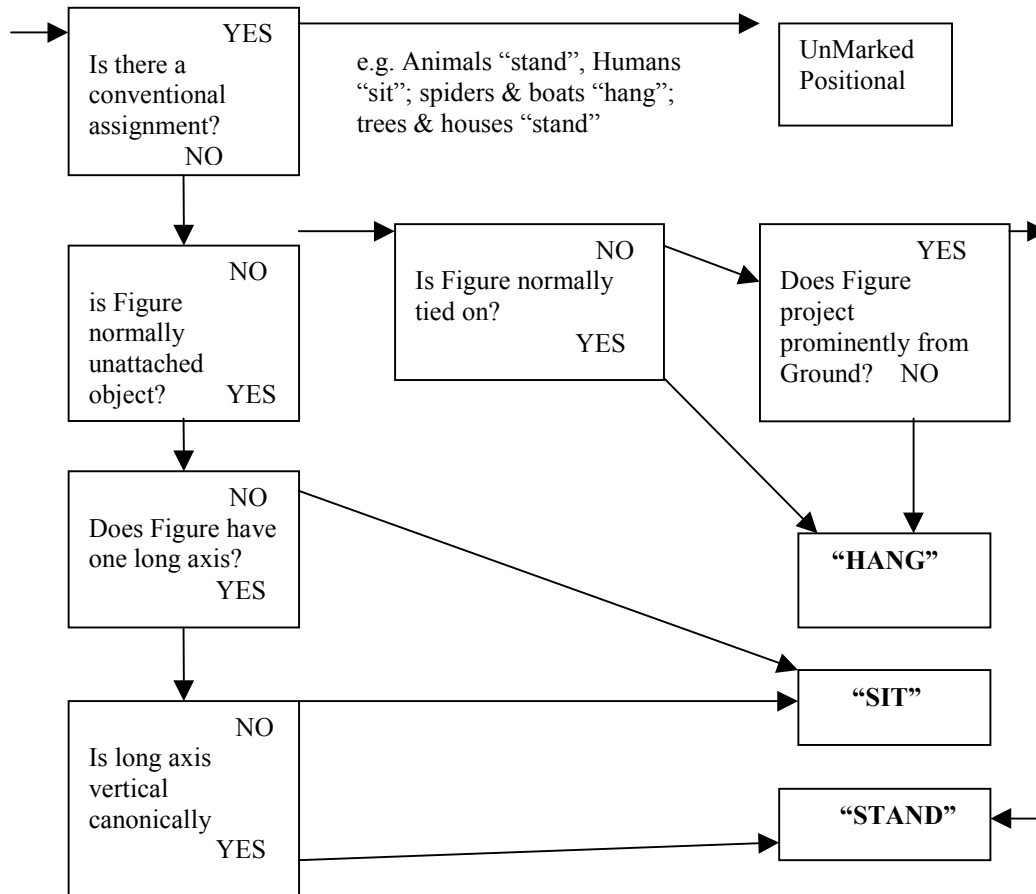 YES
Is there a
conventional
assignment?
NO
e.g. Animals “stand”, Humans
“sit”; spiders & boats “hang”;
trees & houses “stand”
UnMarked
Positional
NO
is Figure
normally
unattached
object? YES
NO
Is Figure normally
tied on?
YES
YES
Does Figure
project
prominently from
Ground? NO
NO
Does Figure have
one long axis?
YES
“HANG”
“SIT”
NO
Is long axis
vertical
canonically
YES
“STAND”